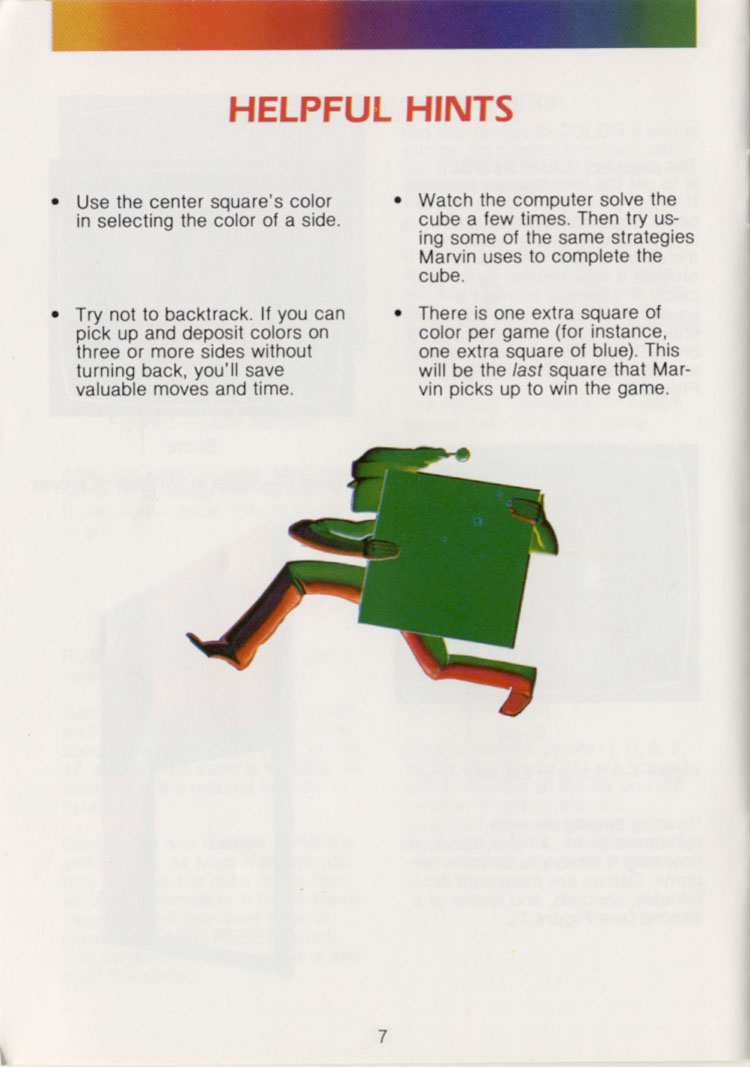 HELPFUL HINTS
• Use the center square's color
in selecting the color of a side.
• Try not to backtrack. If you can
pick up and deposit colors on
three or more sides without
turning back, you'll save
valuable moves and time.
• Watch the computer solve the
cube a few times. Then try us-
ing some of the same strategies
Marvin uses to complete the
cube.
• There is one extra square of
color per game (for instance,
one extra square of blue). This
will be the last square that Mar-
vin picks up to win the game.
7